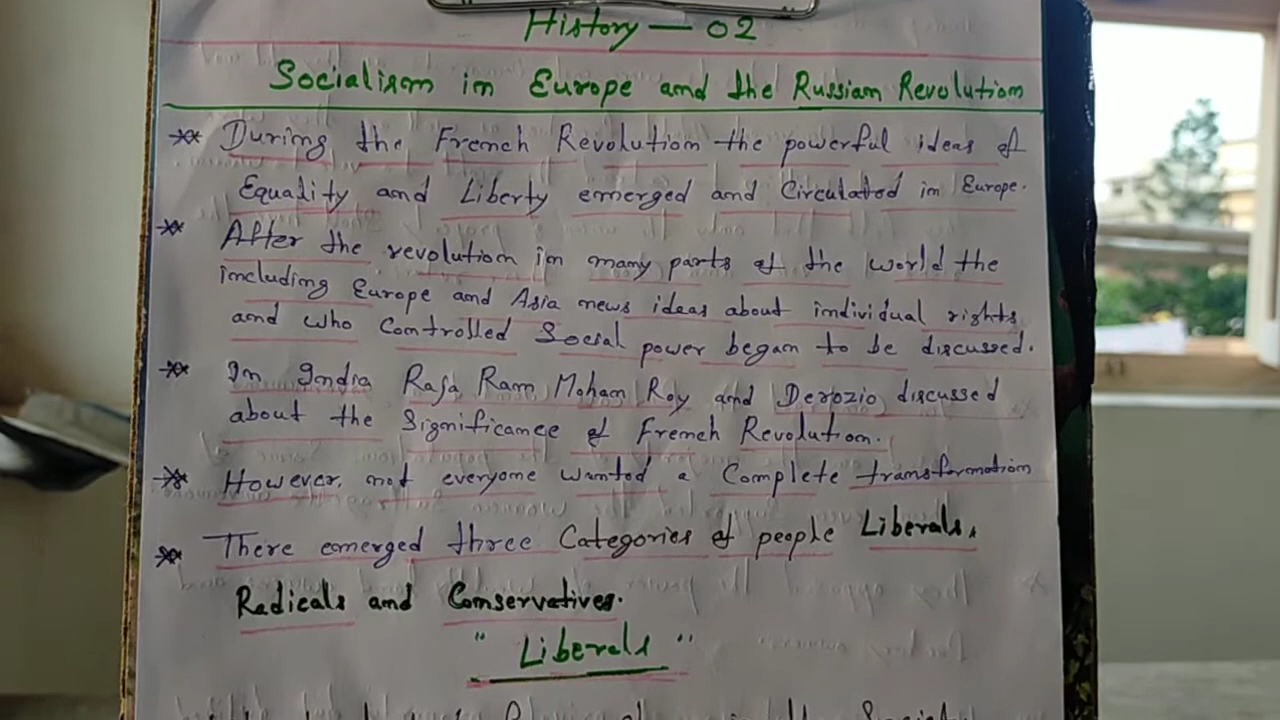 History — 02
Socialism in Europe and the Russian Revolution
** During the French Revolution the powerful ideas of
Equality and Liberty emerged and Circulated in Europe.
** After the revolution in many parts of the world the
including Europe and Asia news ideas about individual rights
and who Controlled Social power began to be discussed.
** In India Raja Ram Moham Roy and Derozio discussed
about the Significance of French Revolution.
** However, not everyone wanted a Complete transformation
** There emerged three Categories of people Liberals,
Radicals and Conservatives.
"Liberals"